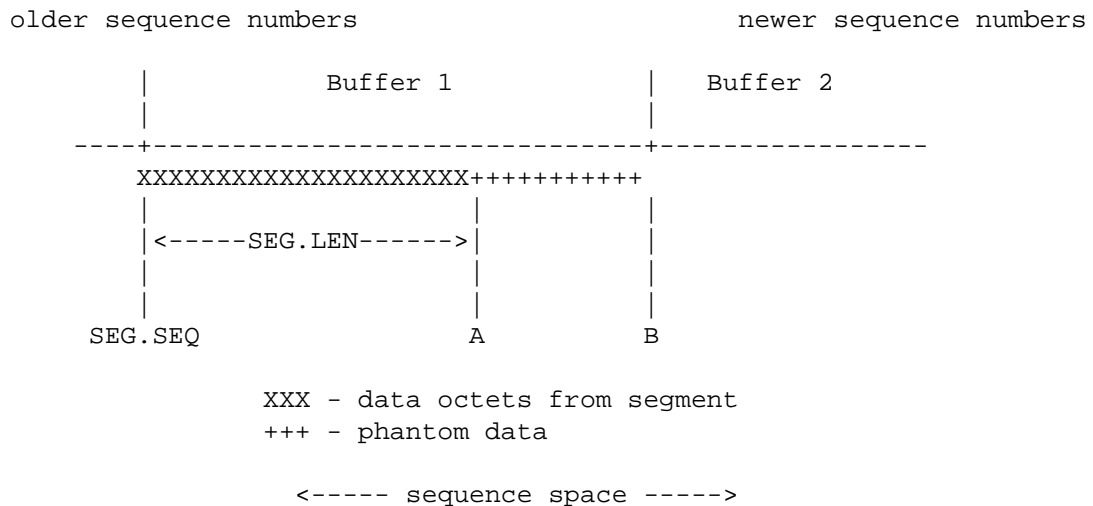 older sequence numbers                        newer sequence numbers
        |           Buffer 1            |   Buffer 2
        |                               |
    ----+-------------------------------+-----------------
        XXXXXXXXXXXXXXXXXXXXX+++++++++++
        |                    |          |
        |<-----SEG.LEN------>|          |
        |                    |          |
        |                    |          |
     SEG.SEQ                 A          B
                XXX - data octets from segment
                +++ - phantom data
                  <----- sequence space ----->